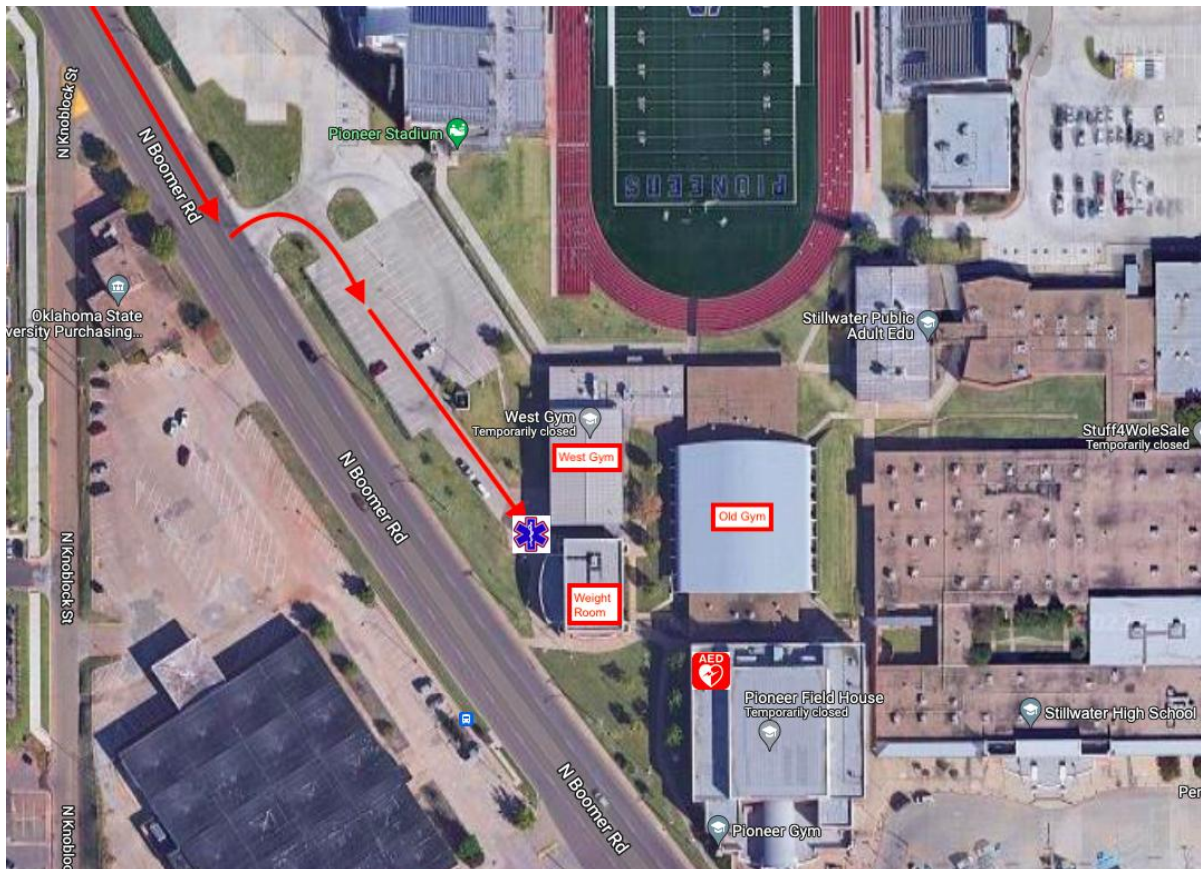 N Knoblock St
N Boomer Rd
Pioneer Stadium
PIONEERS
Oklahoma State
versity Purchasing...
Stillwater Public
Adult Edu
West Gym
Temporarily closed
West Gym
Stuff4WoleSale
Temporarily closed
Old Gym
N Boomer Rd
N Knoblock St
Weight
Room
AED
Pioneer Field House
Temporarily closed
Stillwater High School
Per
N Boomer Rd
Pioneer Gym
N Knoblo